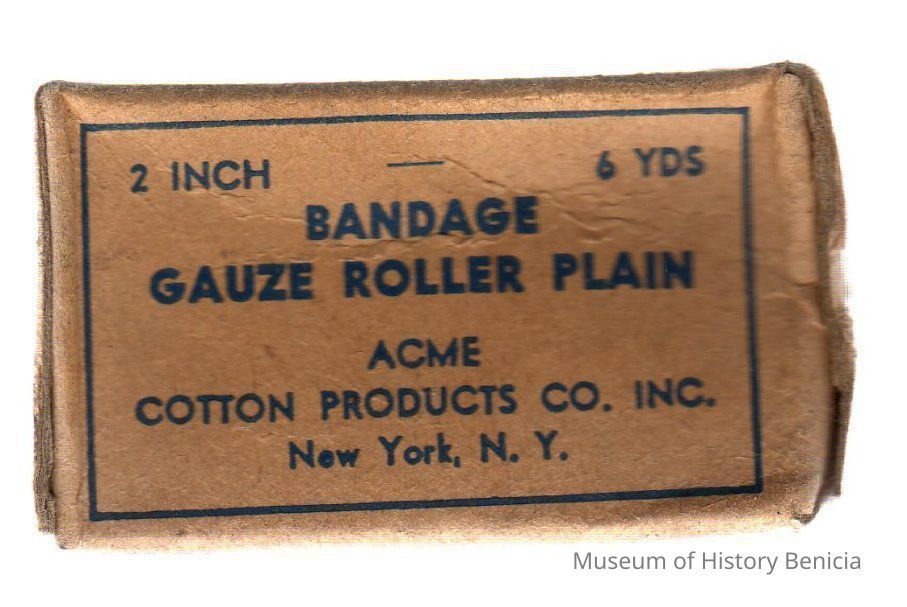 2 INCH — 6 YDS
BANDAGE
GAUZE ROLLER PLAIN
ACME
COTTON PRODUCTS CO. INC.
New York, N. Y.
Museum of History Benicia